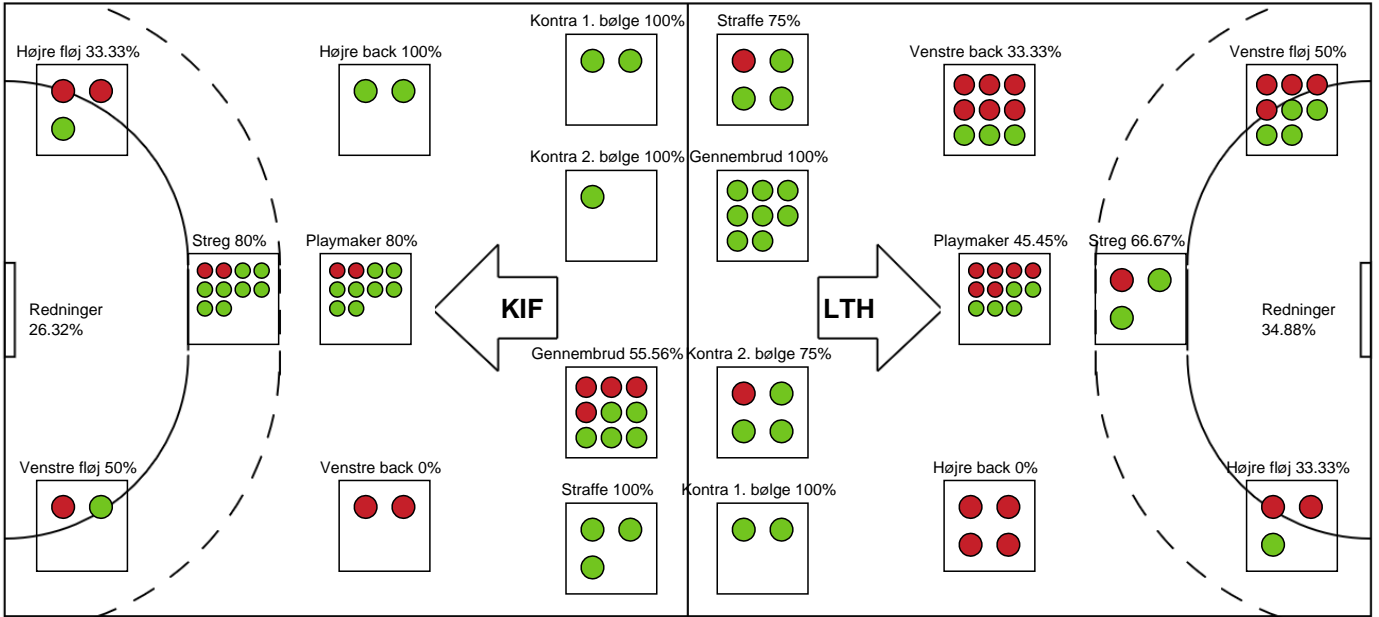 Kontra 1. bølge 100%
Straffe 75%
Højre fløj 33.33%
Højre back 100%
Venstre back 33.33%
Venstre fløj 50%
Kontra 2. bølge 100%
Gennembrud 100%
Streg 80%
Playmaker 80%
Playmaker 45.45%
Streg 66.67%
Redninger
26.32%
KIF
LTH
Redninger
34.88%
Gennembrud 55.56%
Kontra 2. bølge 75%
Venstre fløj 50%
Venstre back 0%
Straffe 100%
Kontra 1. bølge 100%
Højre back 0%
Højre fløj 33.33%